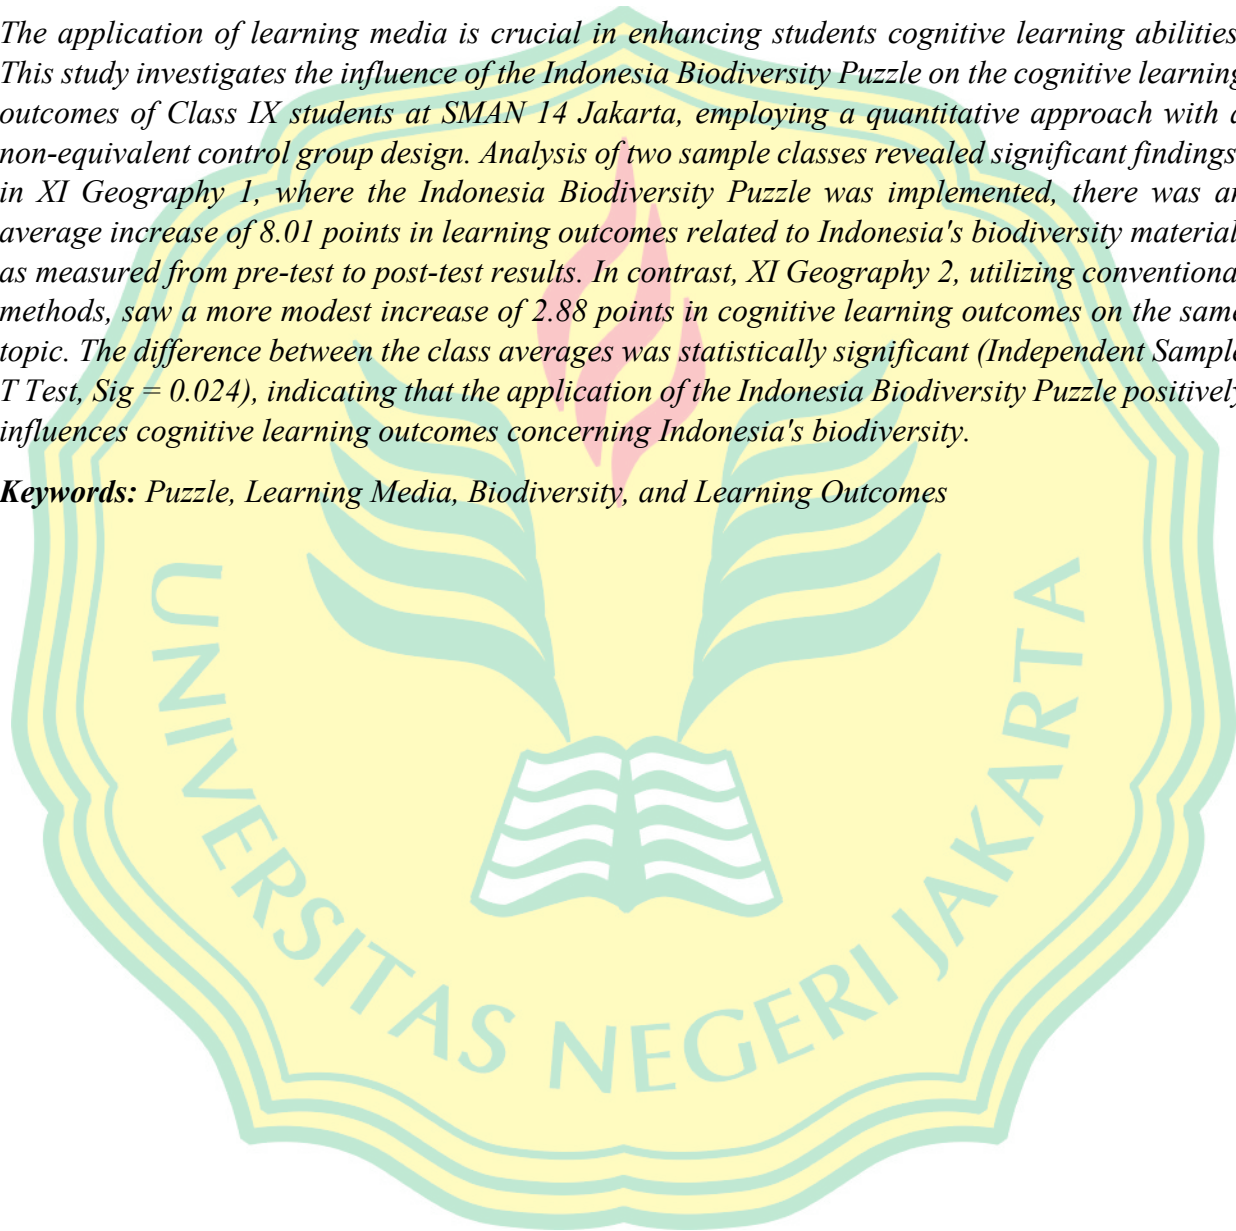 The application of learning media is crucial in enhancing students cognitive learning abilities
This study investigates the influence of the Indonesia Biodiversity Puzzle on the cognitive learning
outcomes of Class IX students at SMAN 14 Jakarta, employing a quantitative approach with a
non-equivalent control group design. Analysis of two sample classes revealed significant findings
in XI Geography 1, where the Indonesia Biodiversity Puzzle was implemented, there was an
average increase of 8.01 points in learning outcomes related to Indonesia's biodiversity material
as measured from pre-test to post-test results. In contrast, XI Geography 2, utilizing conventional
methods, saw a more modest increase of 2.88 points in cognitive learning outcomes on the same
topic. The difference between the class averages was statistically significant (Independent Sample
T Test, Sig = 0.024), indicating that the application of the Indonesia Biodiversity Puzzle positively
influences cognitive learning outcomes concerning Indonesia's biodiversity.
Keywords: Puzzle, Learning Media, Biodiversity, and Learning Outcomes
UNIVERSITAS NEGERI JAKARTA